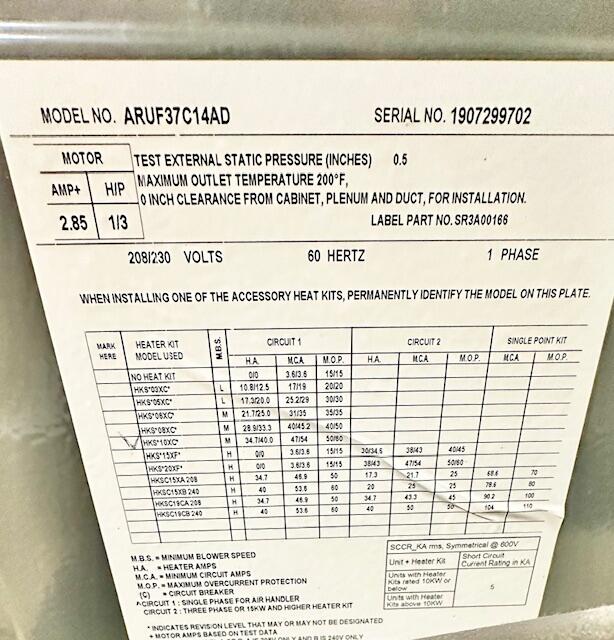 MODEL NO. ARUF37C14AD SERIAL NO. 1907299702
MOTOR TEST EXTERNAL STATIC PRESSURE (INCHES) 0.5
AMP+ H/P MAXIMUM OUTLET TEMPERATURE 200°F,
0 INCH CLEARANCE FROM CABINET, PLENUM AND DUCT, FOR INSTALLATION.
2.85 1/3 LABEL PART NO. SR3A00166
208/230 VOLTS 60 HERTZ 1 PHASE
WHEN INSTALLING ONE OF THE ACCESSORY HEAT KITS, PERMANENTLY IDENTIFY THE MODEL ON THIS PLATE.
MARK HERE HEATER KIT MODEL USED M.B.S. CIRCUIT 1 CIRCUIT 2 SINGLE POINT KIT
H.A. M.C.A. M.O.P. H.A. M.C.A. M.O.P. M.C.A. M.O.P.
NO HEAT KIT 0/0 3.6/3.6 15/15
HKS*03XC* L 10.8/12.5 17/19 20/20
HKS*05XC* L 17.3/20.0 25.2/29 30/30
HKS*06XC* M 21.7/25.0 31/35 35/35
HKS*08XC* M 28.9/33.3 40/45.2 40/50
HKS*10XC* M 34.7/40.0 47/54 50/60
HKS*15XF* H 0/0 3.6/3.6 15/15 30/34.6 38/43 40/45
HKS*20XF* H 0/0 3.6/3.6 15/15 38/43 47/54 50/60
HKSC15XA 208 H 34.7 46.9 50 17.3 21.7 25 68.6 70
HKSC15XB 240 H 40 53.6 60 20 25 25 78.6 80
HKSC19CA 208 H 34.7 46.9 50 34.7 43.3 45 90.2 100
HKSC19CB 240 H 40 53.6 60 40 50 50 104 110
M.B.S. = MINIMUM BLOWER SPEED
H.A. = HEATER AMPS
M.C.A. = MINIMUM CIRCUIT AMPS
M.O.P. = MAXIMUM OVERCURRENT PROTECTION
(C) = CIRCUIT BREAKER
^CIRCUIT 1 : SINGLE PHASE FOR AIR HANDLER
CIRCUIT 2 : THREE PHASE OR 15KW AND HIGHER HEATER KIT
SCCR_KA rms, Symmetrical @ 600V
Unit + Heater Kit Short Circuit Current Rating in KA
Units with Heater Kits rated 10KW or below 5
Units with Heater Kits above 10KW
* INDICATES REVISION LEVEL THAT MAY OR MAY NOT BE DESIGNATED
+ MOTOR AMPS BASED ON TEST DATA